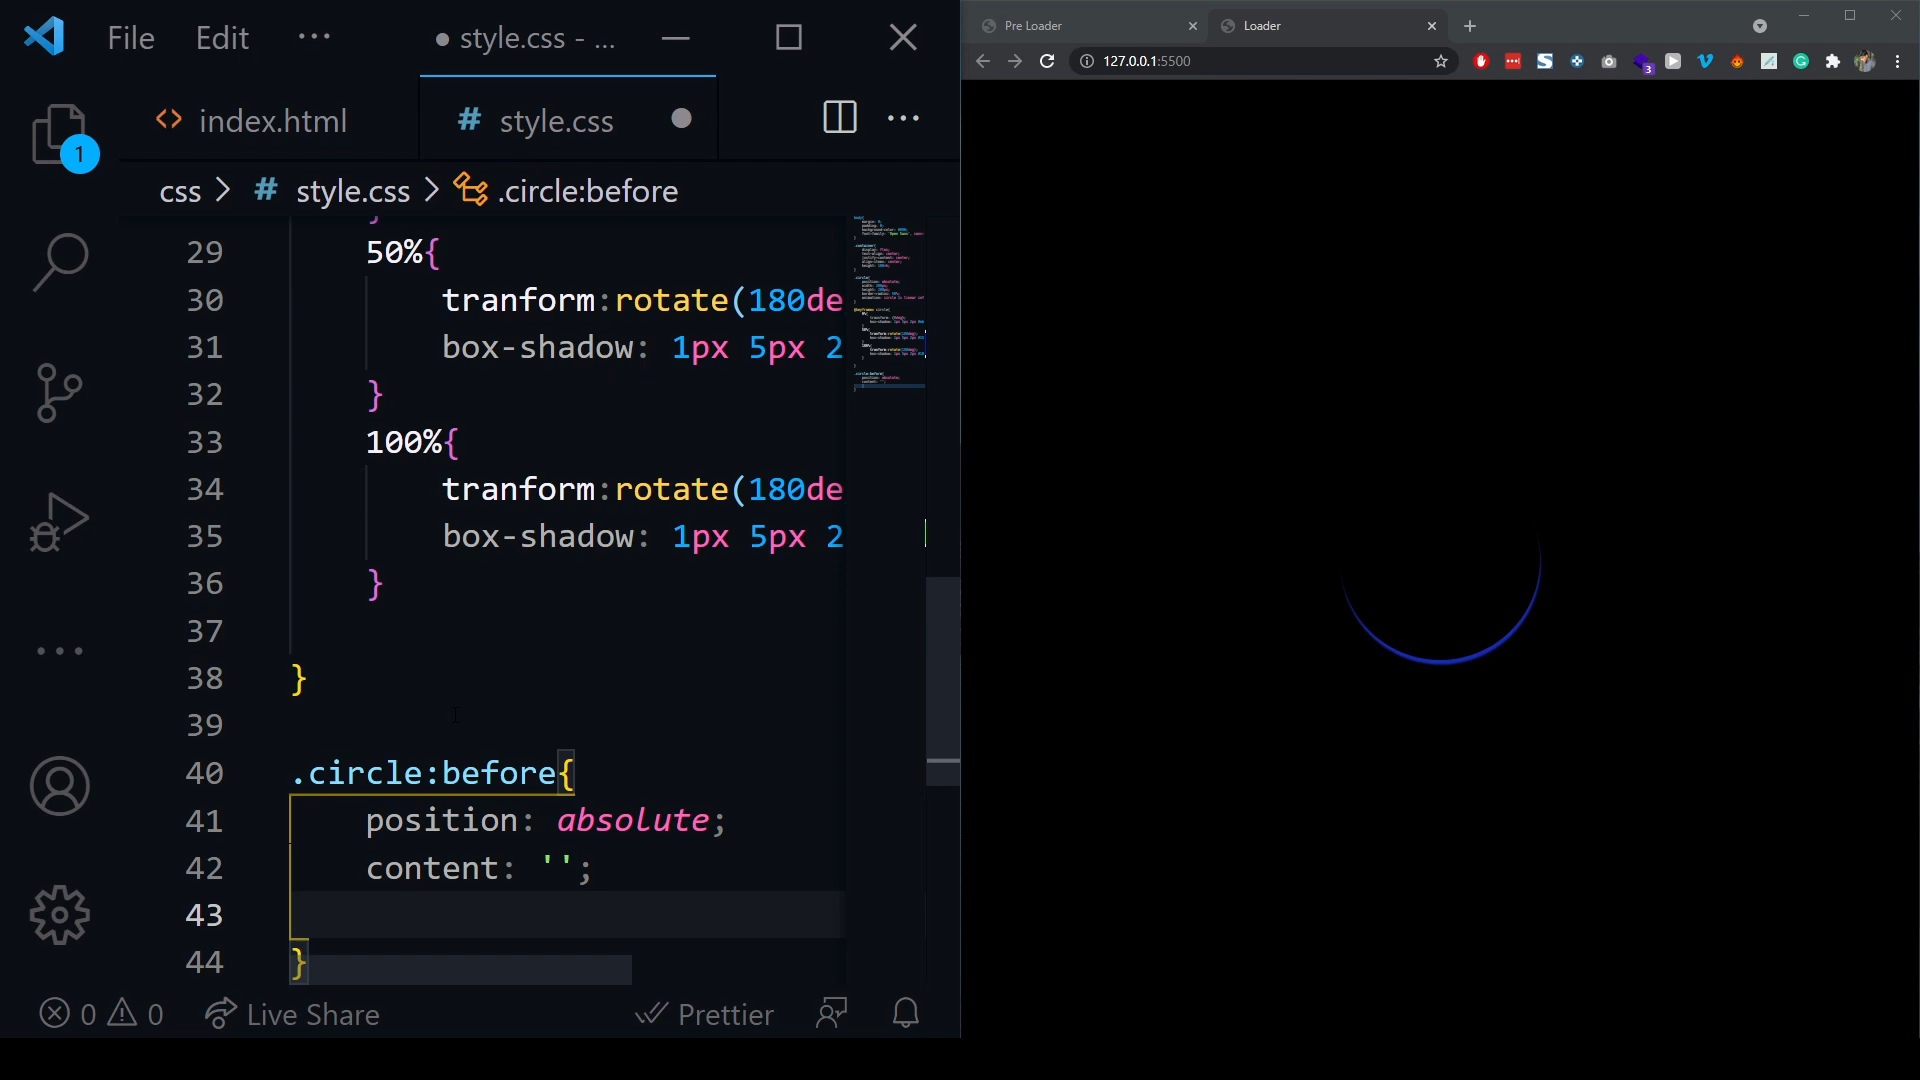 File Edit ··· ● style.css - ...
index.html # style.css ●
css > # style.css > .circle:before
1
29 50%{
30 tranform:rotate(180de
31 box-shadow: 1px 5px 2
32 }
33 100%{
34 tranform:rotate(180de
35 box-shadow: 1px 5px 2
36 }
37
38 }
39
40 .circle:before{
41 position: absolute;
42 content: '';
43
44 }
0 0 Live Share Prettier
Pre Loader Loader
127.0.0.1:5500
3